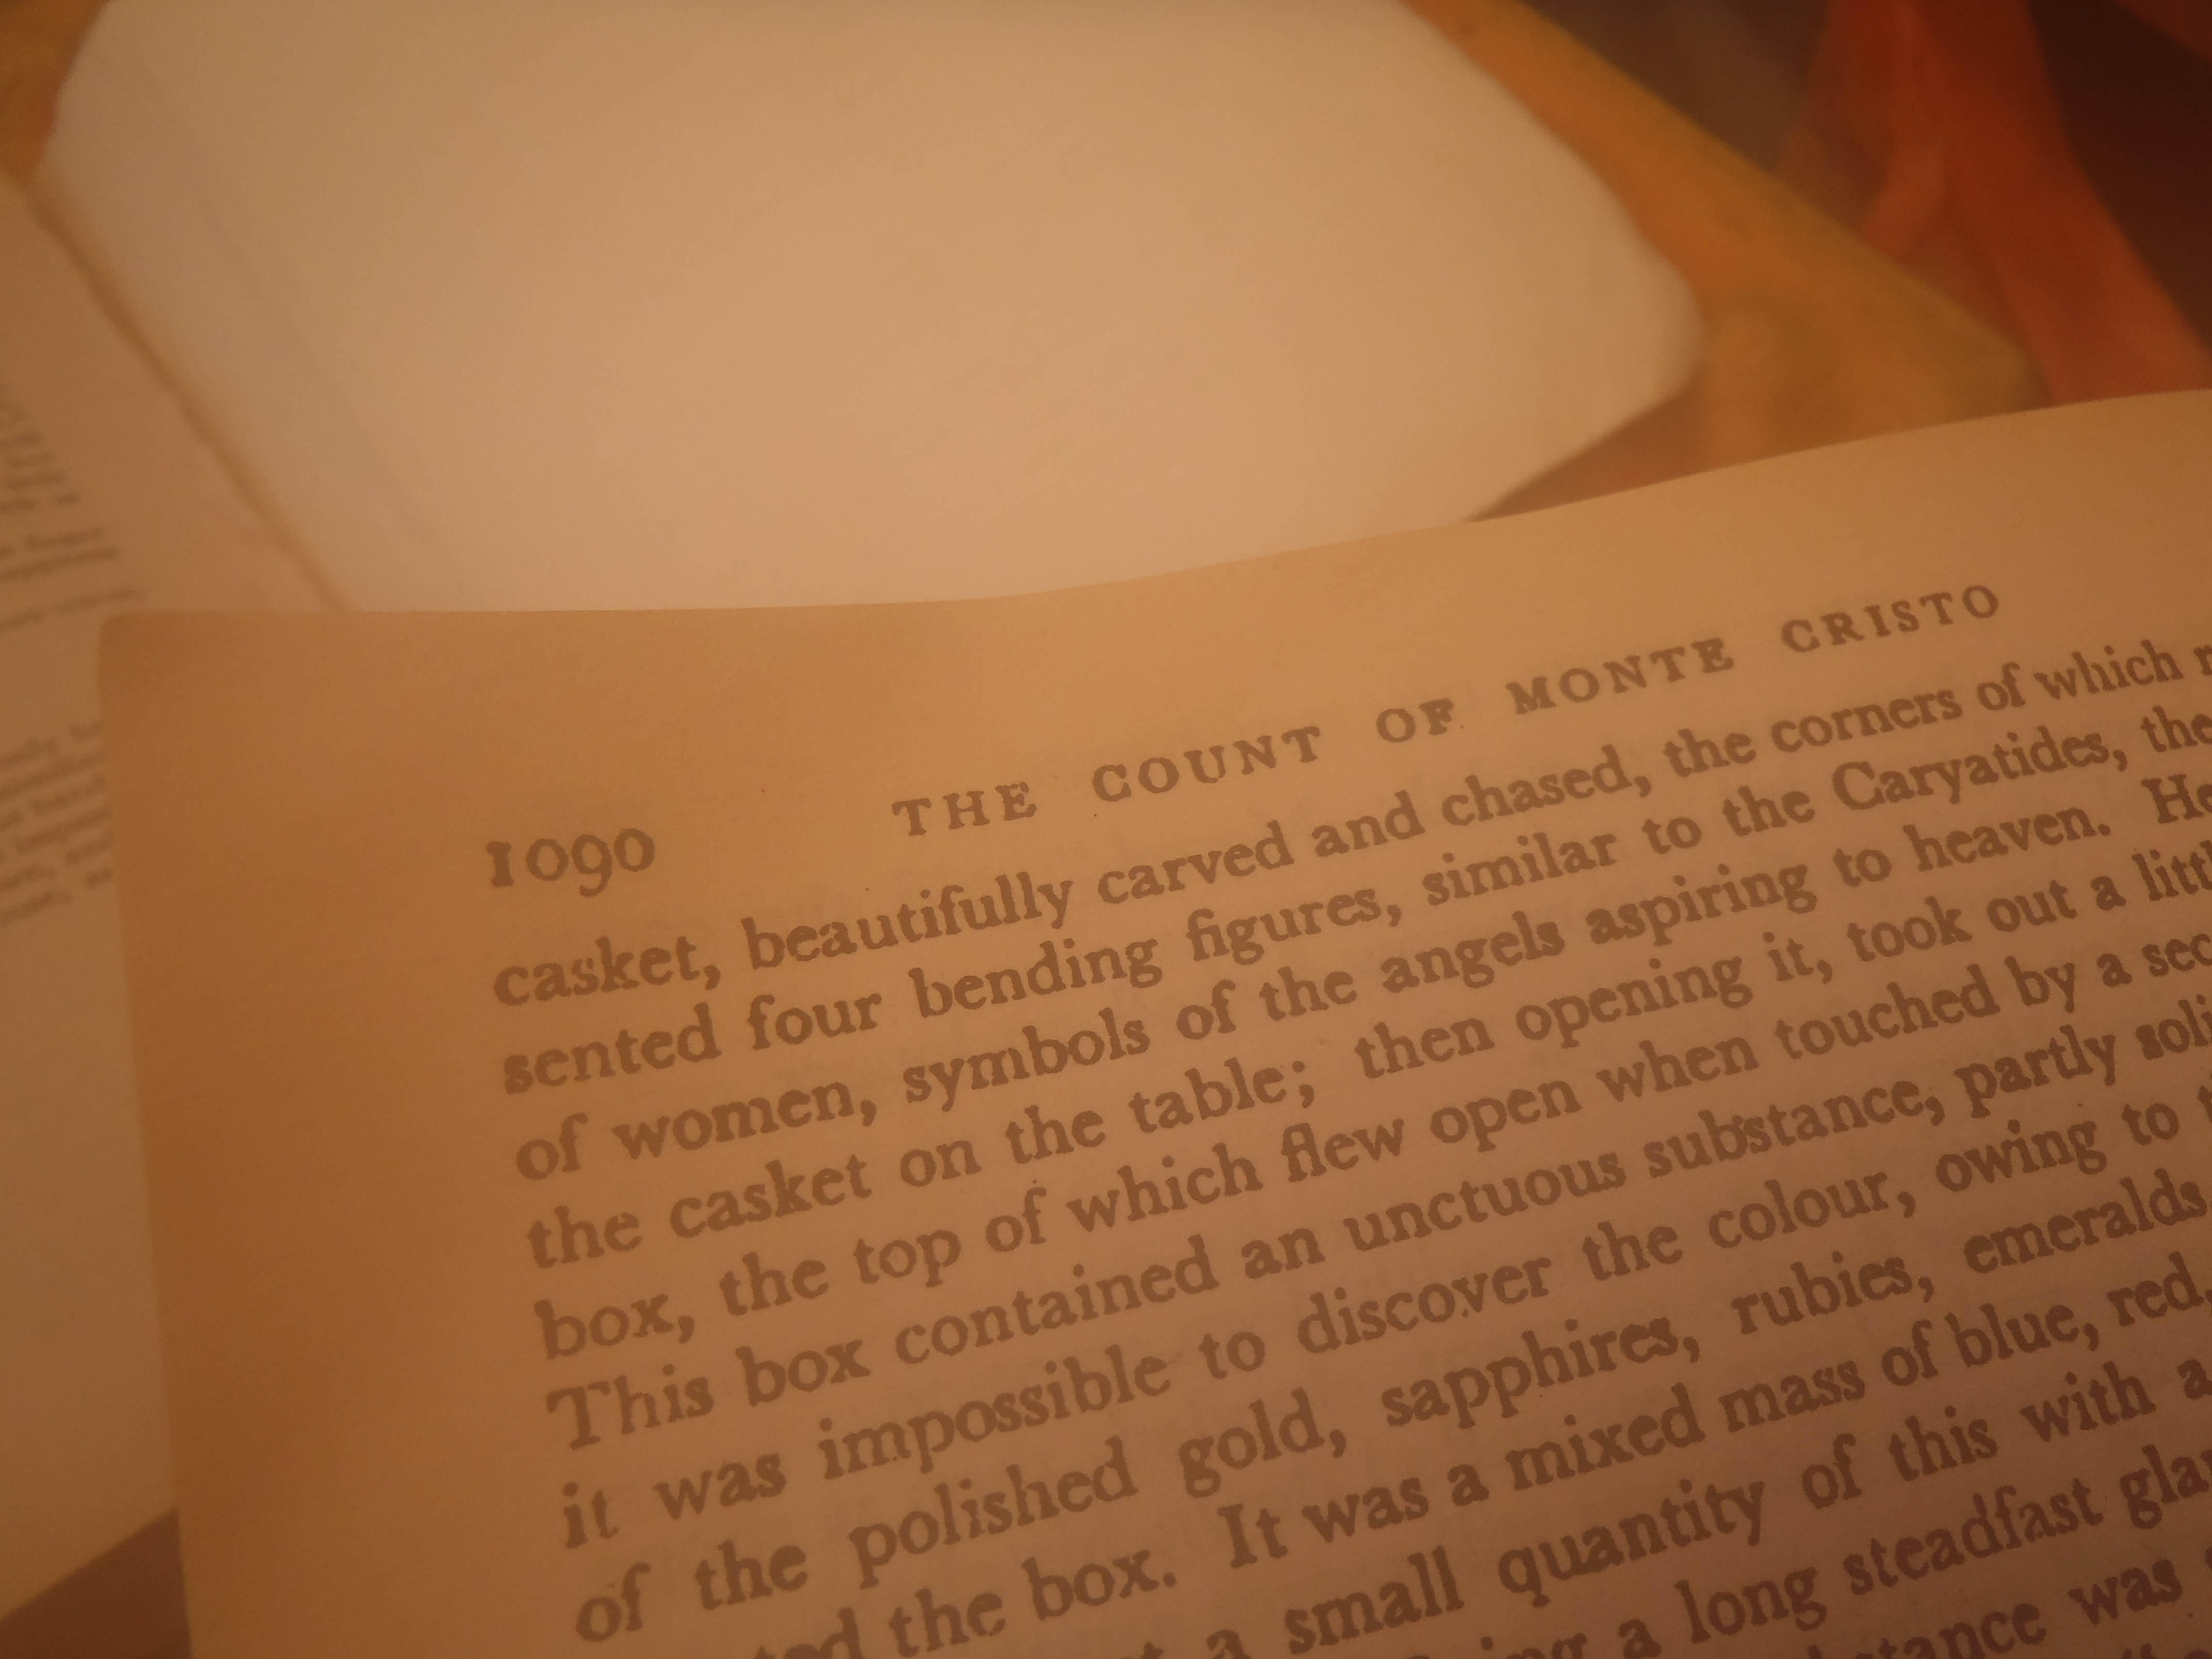 1090 THE COUNT OF MONTE CRISTO
casket, beautifully carved and chased, the corners of which
sented four bending figures, similar to the Caryatides, the
of women, symbols of the angels aspiring to heaven. He
the casket on the table; then opening it, took out a
box, the top of which flew open when touched by a
This box contained an unctuous substance, partly
it was impossible to discover the colour, owing to
of the polished gold, sapphires, rubies, emeralds
the box. It was a mixed mass of blue, red,
a small quantity of this with a
a long steadfast
was